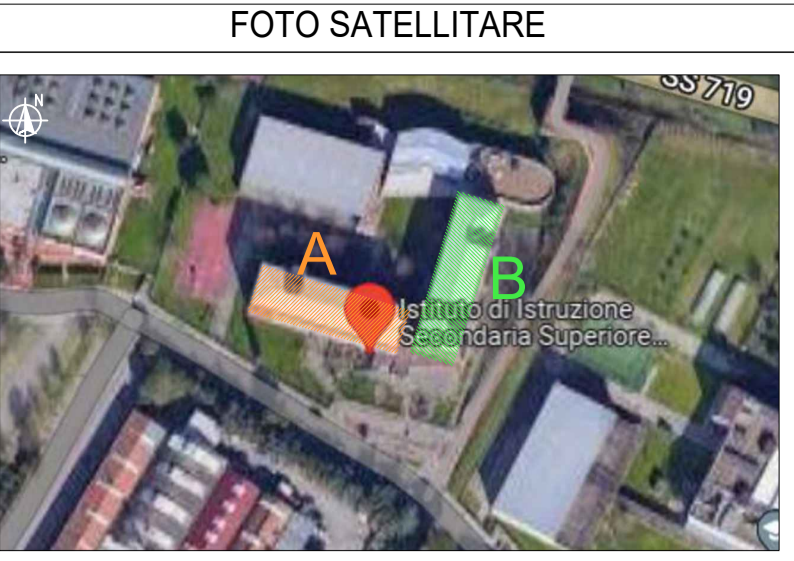 FOTO SATELLITARE
SS 719
N
A
B
Istituto di Istruzione
Secondaria Superiore...